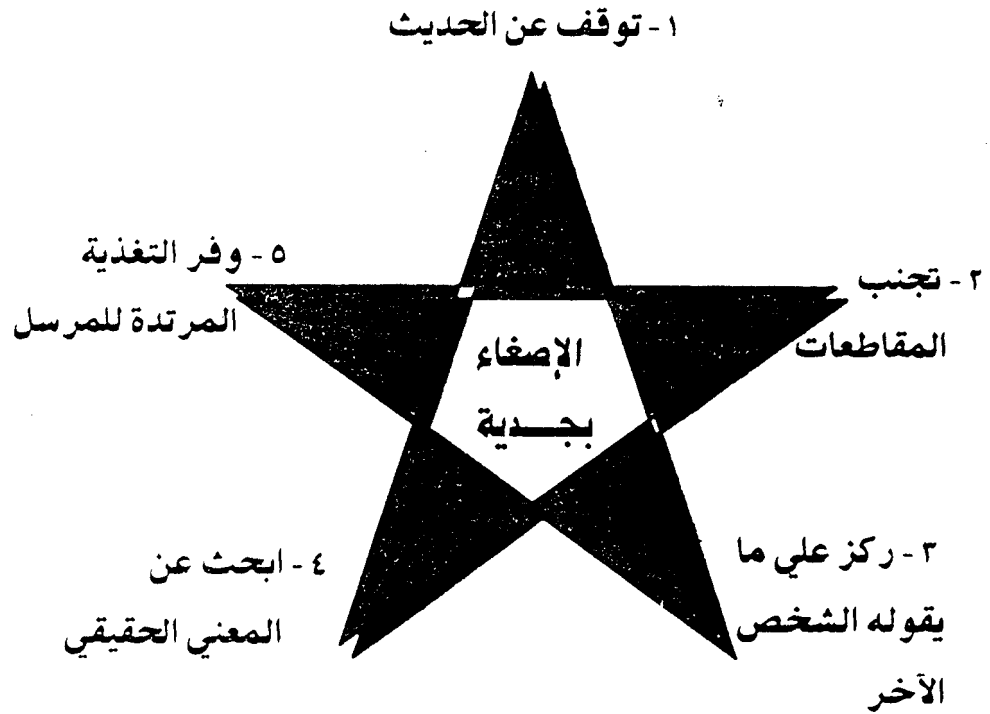 ١ - توقف عن الحديث
٢ - تجنب
المقاطعات
٣ - ركز علي ما
يقوله الشخص
الآخر
٤ - ابحث عن
المعني الحقيقي
٥ - وفر التغذية
المرتدة للمرسل
الإصغاء
بجـــدية